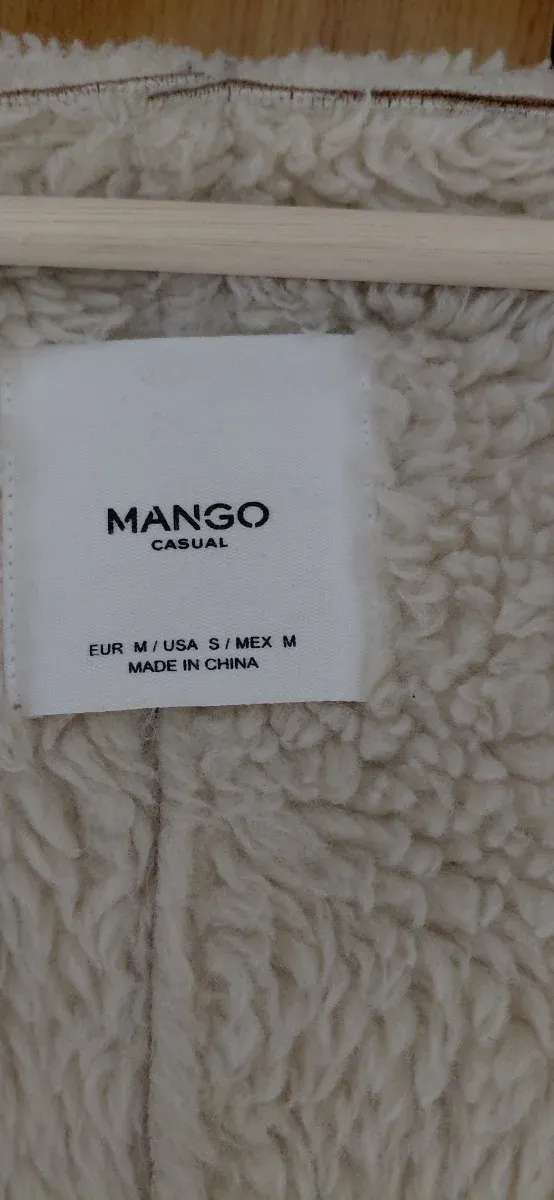 MANGO
CASUAL
EUR M / USA S / MEX M
MADE IN CHINA